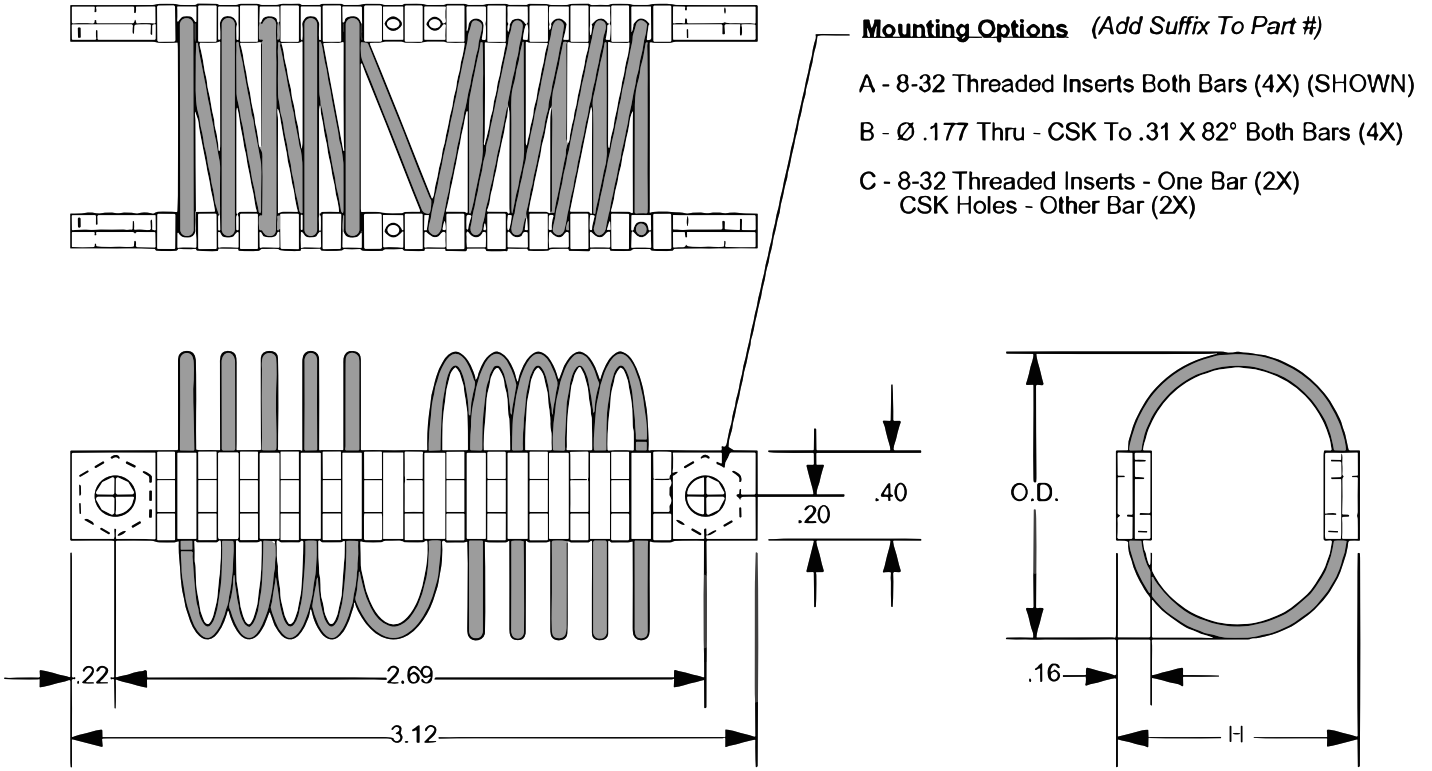 Mounting Options (Add Suffix To Part #)
A - 8-32 Threaded Inserts Both Bars (4X) (SHOWN)
B - Ø .177 Thru - CSK To .31 X 82° Both Bars (4X)
C - 8-32 Threaded Inserts - One Bar (2X)
CSK Holes - Other Bar (2X)
.40
O.D.
.20
.22
2.69
.16
3.12
H